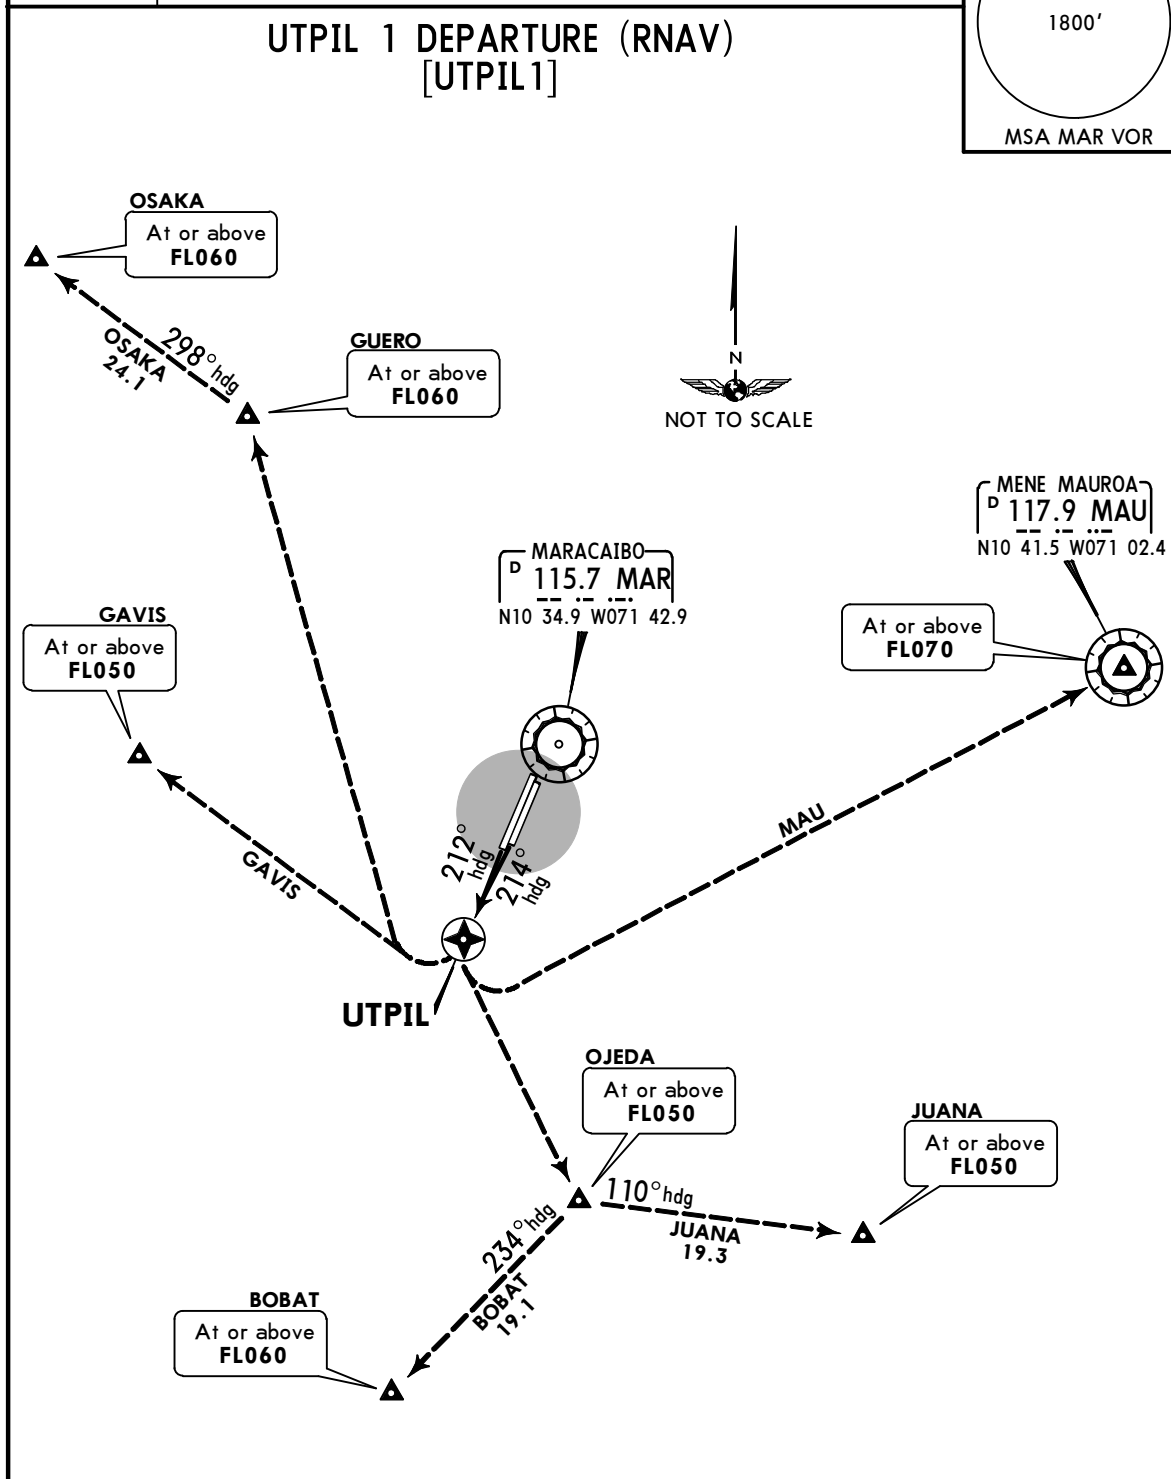 UTPIL 1 DEPARTURE (RNAV)
[UTPIL1]
1800'
MSA MAR VOR
OSAKA
At or above
FL060
298° hdg
OSAKA
24.1
GUERO
At or above
FL060
N
NOT TO SCALE
MENE MAUROA
D 117.9 MAU
N10 41.5 W071 02.4
At or above
FL070
MARACAIBO
D 115.7 MAR
N10 34.9 W071 42.9
GAVIS
At or above
FL050
GAVIS
MAU
212°
hdg
214°
hdg
UTPIL
OJEDA
At or above
FL050
JUANA
At or above
FL050
110° hdg
JUANA
19.3
234° hdg
BOBAT
19.1
BOBAT
At or above
FL060